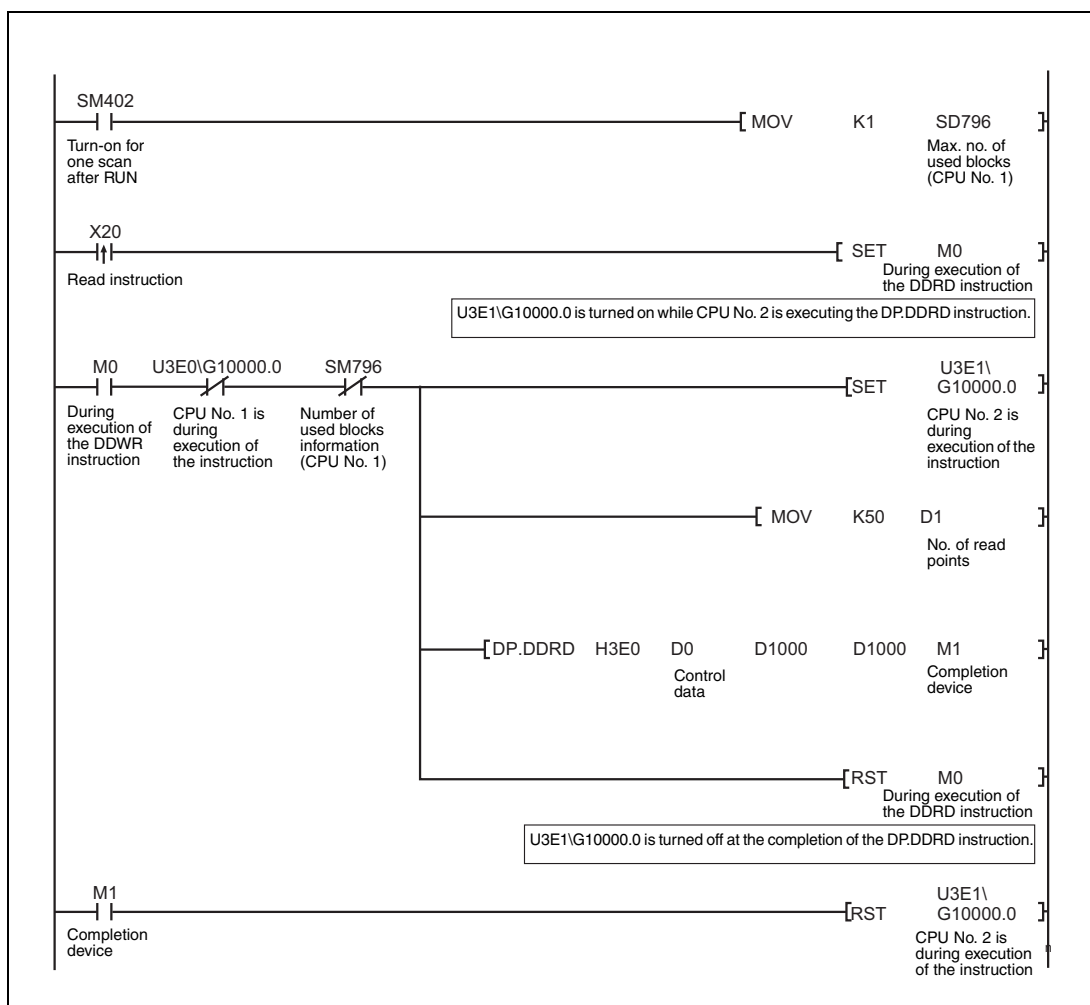 SM402
MOV K1 SD796
Turn-on for
one scan
after RUN
Max. no. of
used blocks
(CPU No. 1)
X20
SET M0
Read instruction
During execution of
the DDRD instruction
U3E1\G10000.0 is turned on while CPU No. 2 is executing the DP.DDRD instruction.
M0 U3E0\G10000.0 SM796
SET U3E1\
G10000.0
During
execution of
the DDWR
instruction
CPU No. 1 is
during
execution of
the instruction
Number of
used blocks
information
(CPU No. 1)
CPU No. 2 is
during
execution of the
instruction
MOV K50 D1
No. of read
points
DP.DDRD H3E0 D0 D1000 D1000 M1
Control
data
Completion
device
RST M0
During execution of
the DDRD instruction
U3E1\G10000.0 is turned off at the completion of the DP.DDRD instruction.
M1
RST U3E1\
G10000.0
Completion
device
CPU No. 2 is
during execution
of the instruction
n